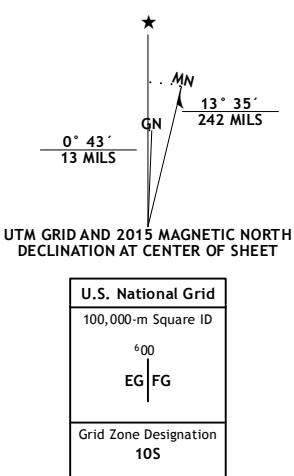 ★
MN
13° 35´
242 MILS
GN
0° 43´
13 MILS
UTM GRID AND 2015 MAGNETIC NORTH
DECLINATION AT CENTER OF SHEET
U.S. National Grid
100,000-m Square ID
⁶00
EG FG
Grid Zone Designation
10S